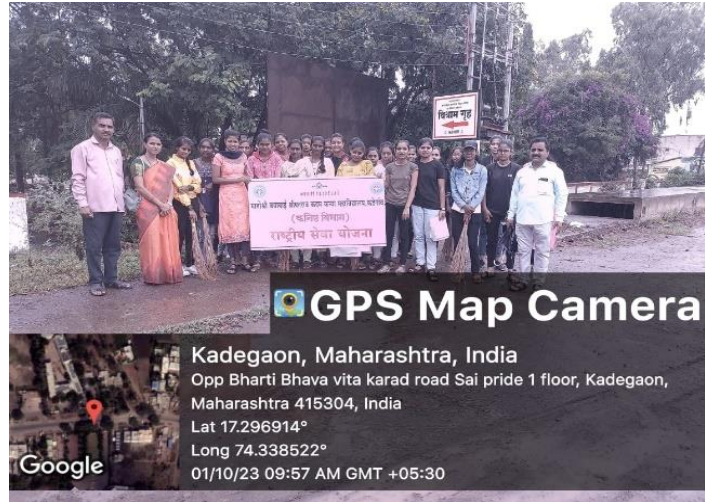 विश्राम गृह
(कनिष्ठ विभाग)
राष्ट्रीय सेवा योजना
GPS Map Camera
Kadegaon, Maharashtra, India
Opp Bharti Bhava vita karad road Sai pride 1 floor, Kadegaon,
Maharashtra 415304, India
Lat 17.296914°
Long 74.338522°
01/10/23 09:57 AM GMT +05:30
Google